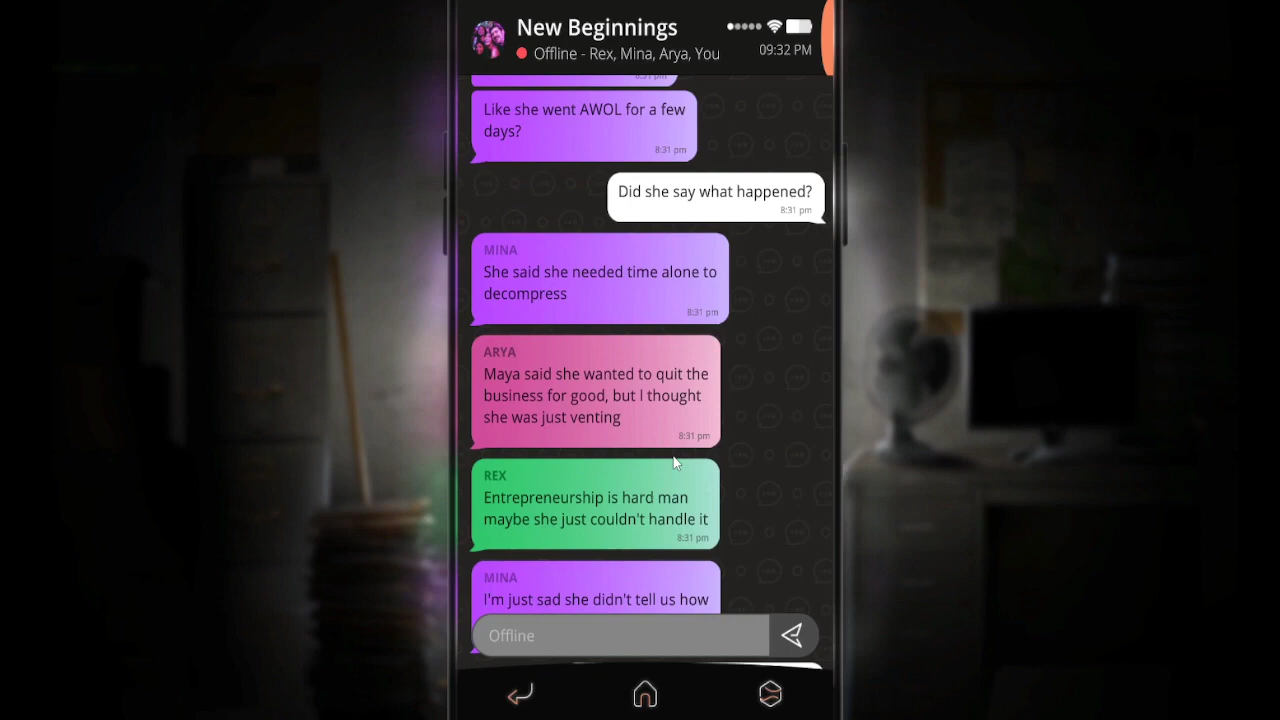 New Beginnings
Offline - Rex, Mina, Arya, You
09:32 PM
8:31 pm
Like she went AWOL for a few
days?
8:31 pm
Did she say what happened?
8:31 pm
MINA
She said she needed time alone to
decompress
8:31 pm
ARYA
Maya said she wanted to quit the
business for good, but I thought
she was just venting
8:31 pm
REX
Entrepreneurship is hard man
maybe she just couldn't handle it
8:31 pm
MINA
I'm just sad she didn't tell us how
Offline